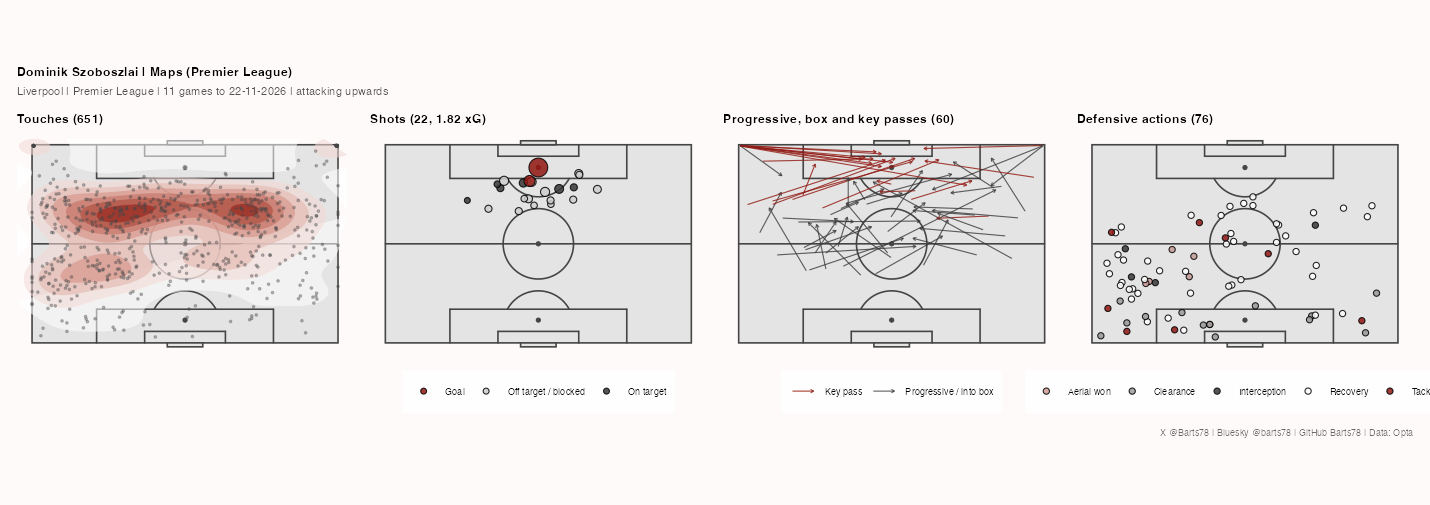 Dominik Szoboszlai | Maps (Premier League)
Liverpool | Premier League | 11 games to 22-11-2026 | attacking upwards
Touches (651)
Shots (22, 1.82 xG)
Progressive, box and key passes (60)
Defensive actions (76)
Goal Off target / blocked On target
Key pass Progressive / into box
Aerial won Clearance Interception Recovery Tack
X @Barts78 | Bluesky @barts78 | GitHub Barts78 | Data: Opta